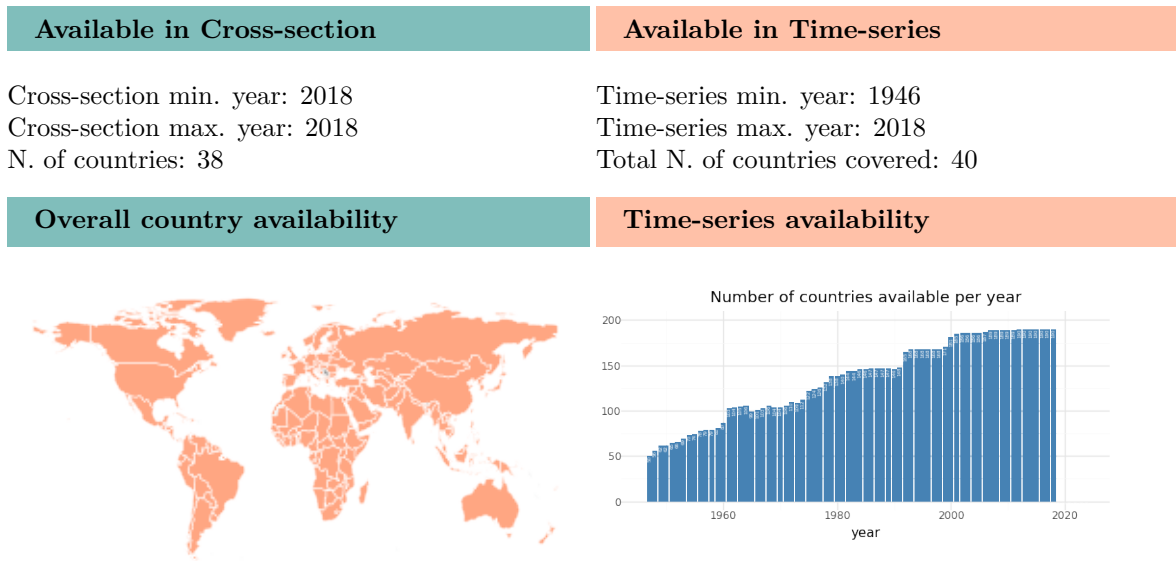 Available in Cross-section
Available in Time-series
Cross-section min. year: 2018
Cross-section max. year: 2018
N. of countries: 38
Time-series min. year: 1946
Time-series max. year: 2018
Total N. of countries covered: 40
Overall country availability
Time-series availability
Number of countries available per year
200
150
100
50
0
1960
1980
2000
2020
year